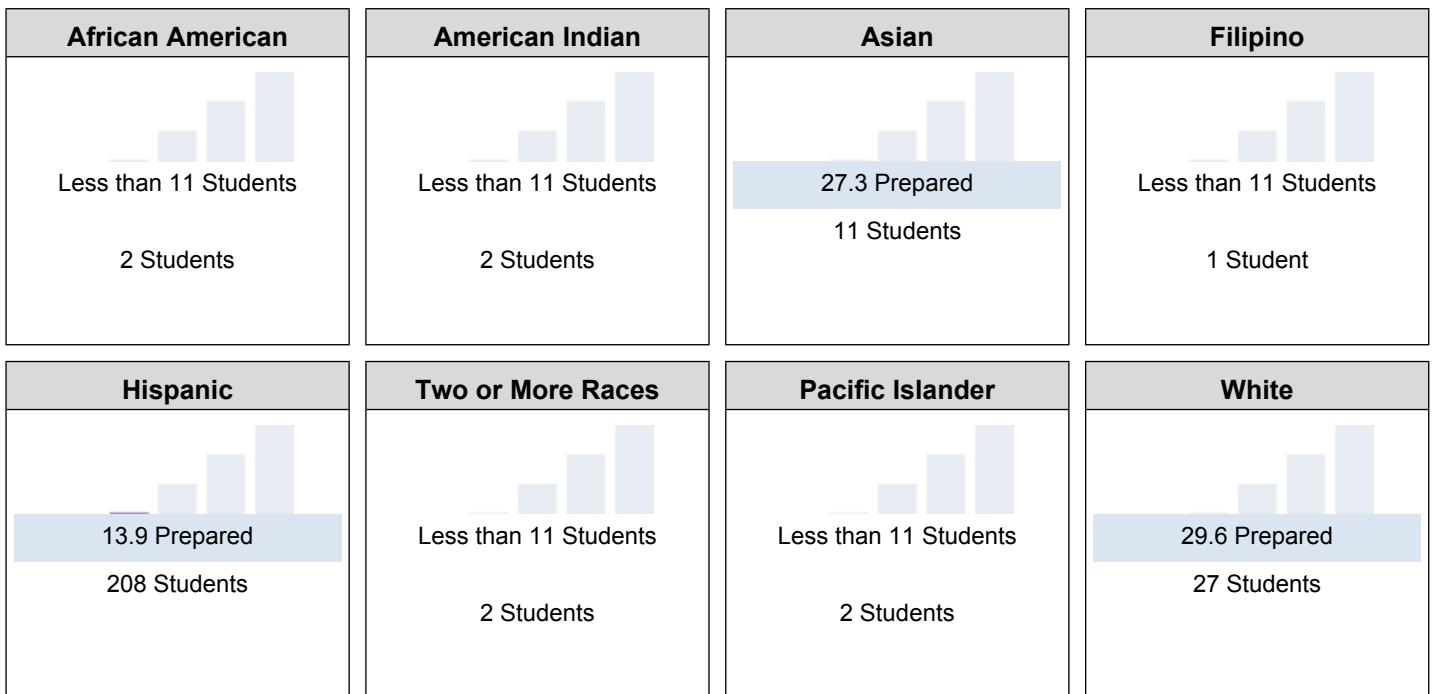 African American
Less than 11 Students
2 Students
American Indian
Less than 11 Students
2 Students
Asian
27.3 Prepared
11 Students
Filipino
Less than 11 Students
1 Student
Hispanic
13.9 Prepared
208 Students
Two or More Races
Less than 11 Students
2 Students
Pacific Islander
Less than 11 Students
2 Students
White
29.6 Prepared
27 Students